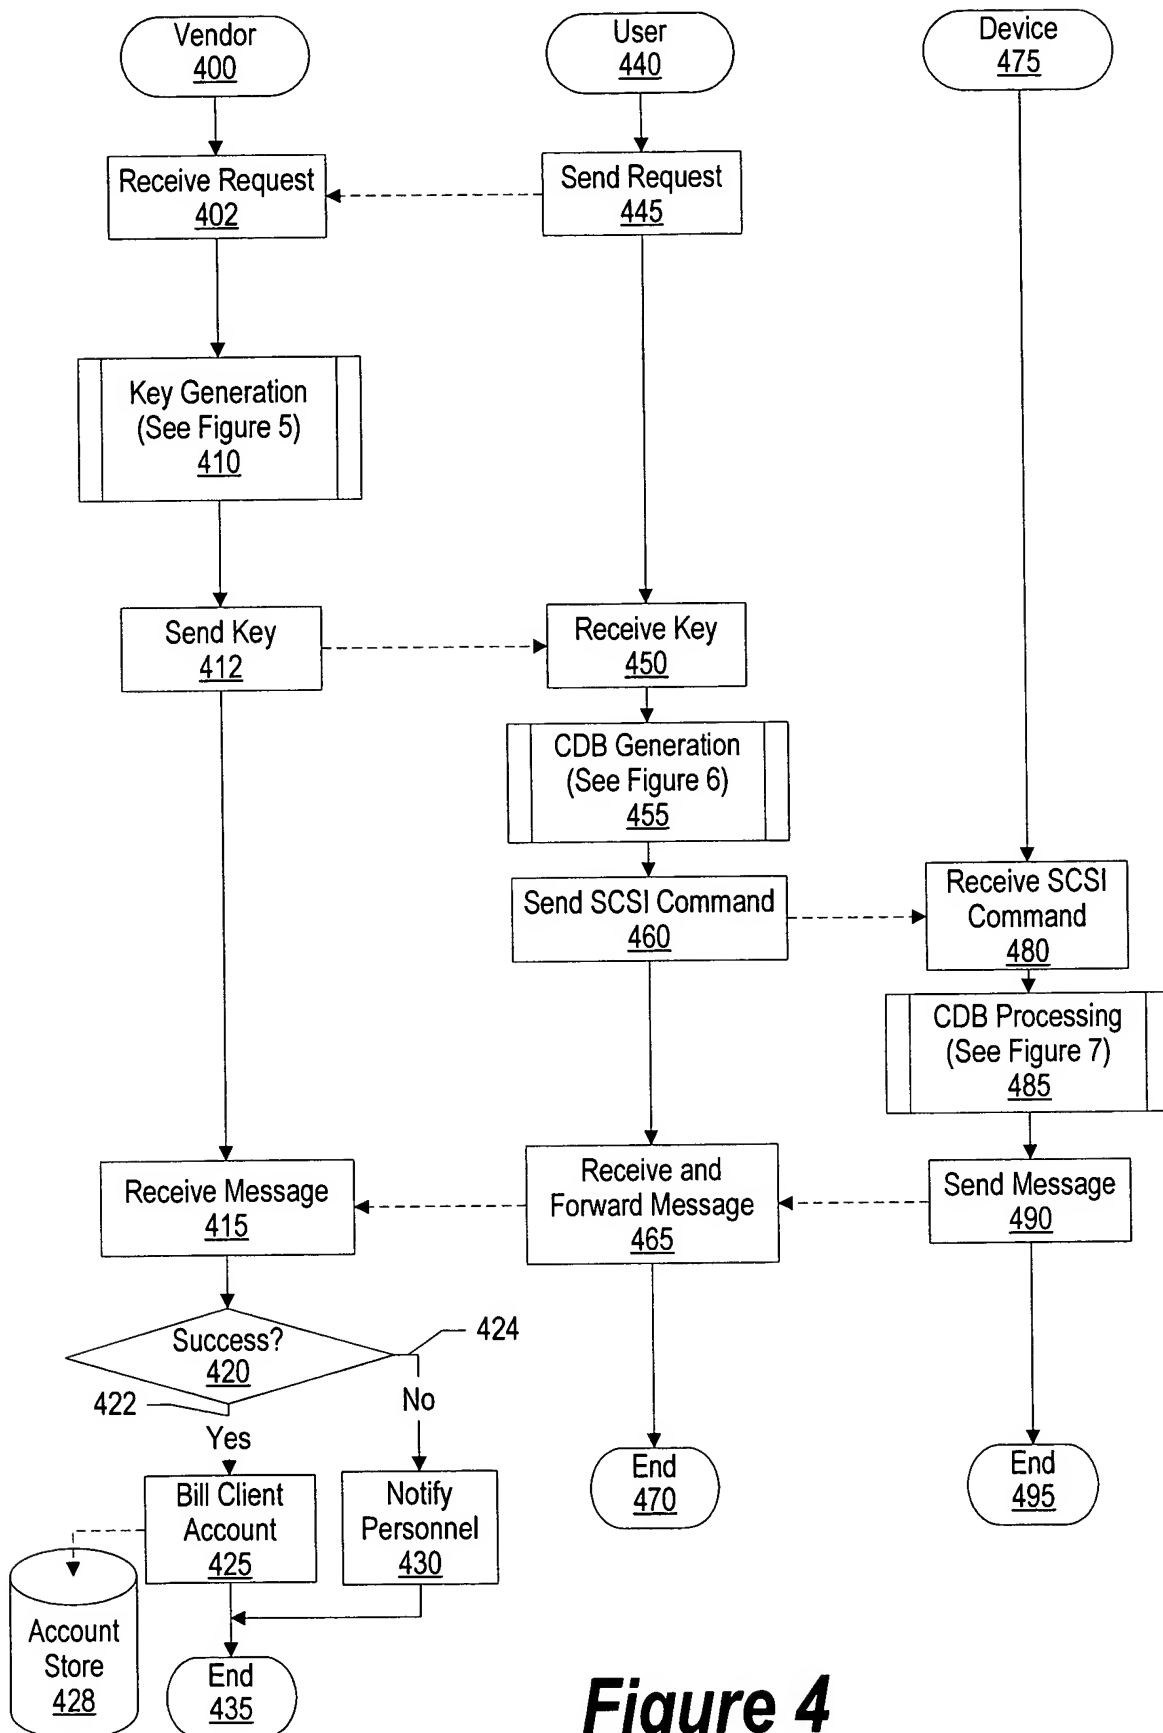 Vendor
400
User
440
Device
475
Receive Request
402
Send Request
445
Key Generation
(See Figure 5)
410
Send Key
412
Receive Key
450
CDB Generation
(See Figure 6)
455
Send SCSI Command
460
Receive SCSI
Command
480
CDB Processing
(See Figure 7)
485
Receive Message
415
Receive and
Forward Message
465
Send Message
490
Success?
420
424
422
No
Yes
Bill Client
Account
425
Notify
Personnel
430
End
470
End
495
Account
Store
428
End
435
Figure 4